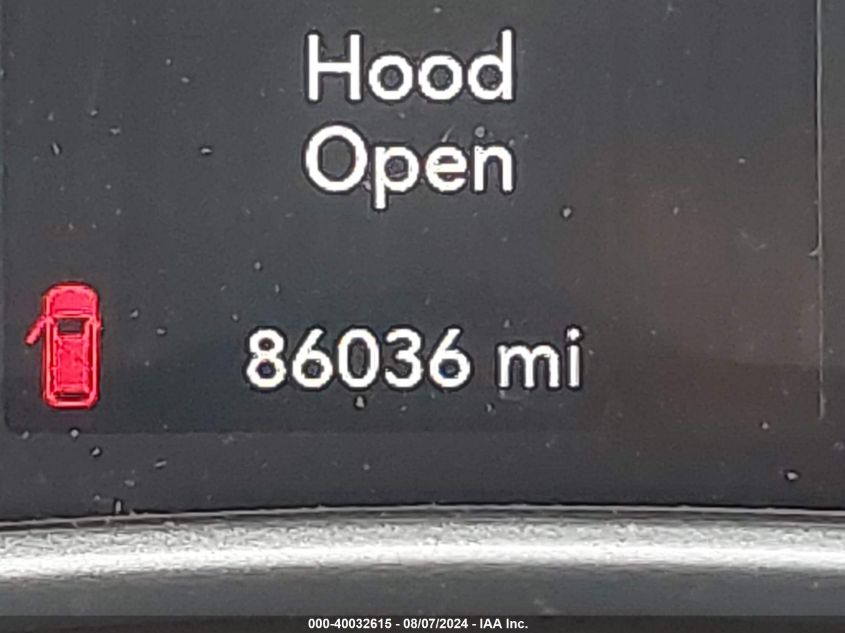 Hood
Open
86036 mi
000-40032615 - 08/07/2024 - IAA Inc.